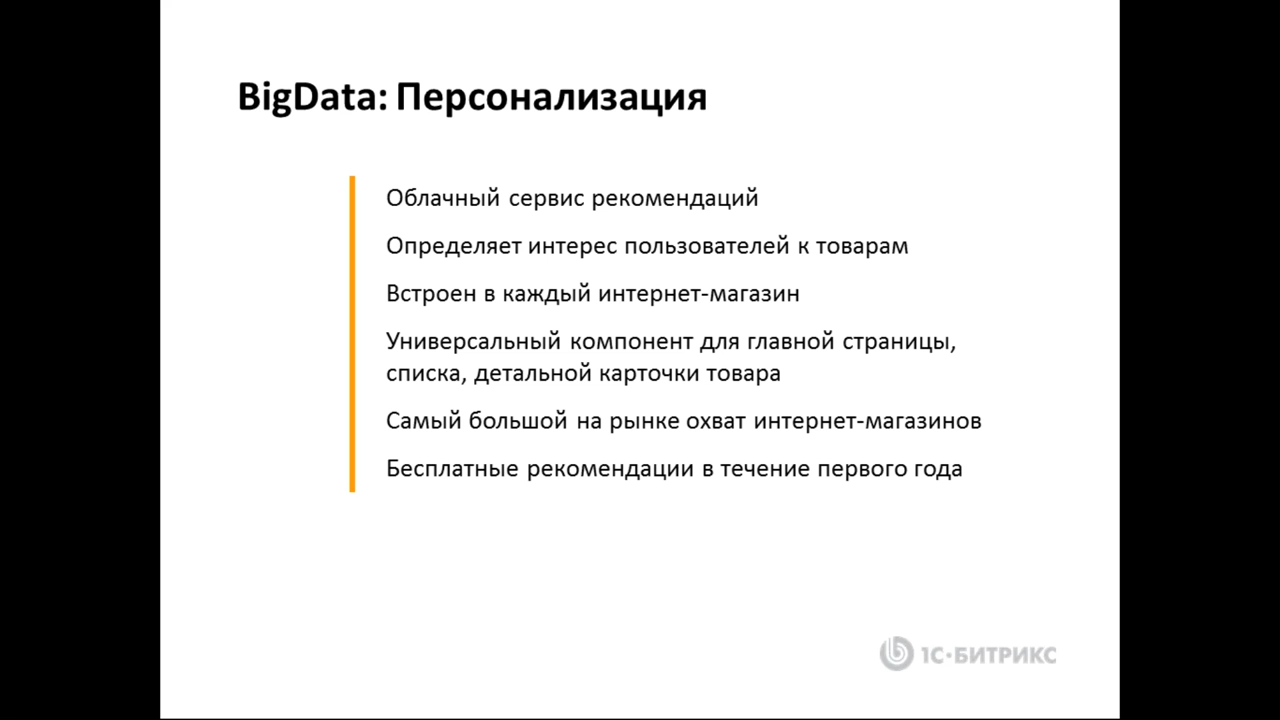 BigData: Персонализация
Облачный сервис рекомендаций
Определяет интерес пользователей к товарам
Встроен в каждый интернет-магазин
Универсальный компонент для главной страницы,
списка, детальной карточки товара
Самый большой на рынке охват интернет-магазинов
Бесплатные рекомендации в течение первого года
1С·БИТРИКС